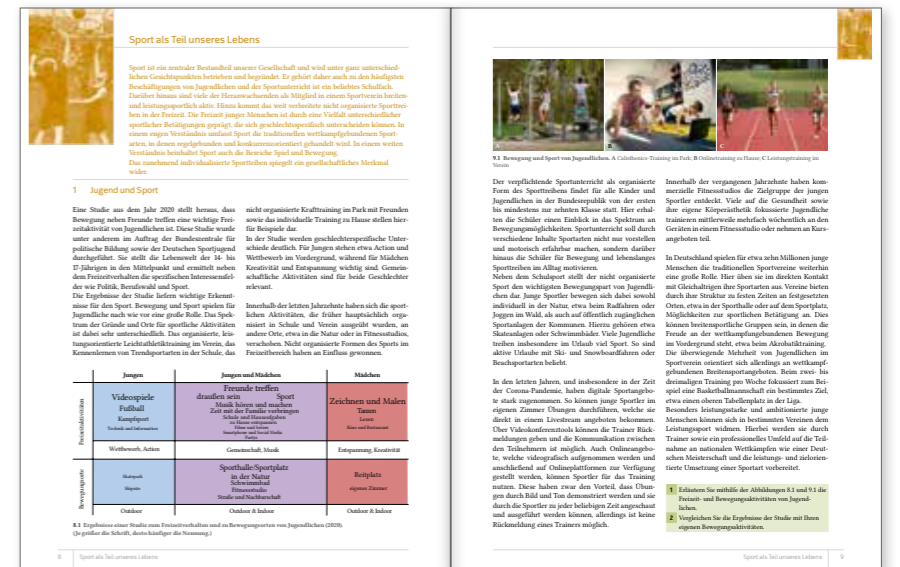 Sport als Teil unseres Lebens
Sport ist ein zentraler Bestandteil unserer Gesellschaft und wird unter ganz unterschied-
lichen Gesichtspunkten betrieben und begründet. Er gehört daher auch zu den häufigsten
Beschäftigungen von Jugendlichen und der Sportunterricht ist ein beliebtes Schulfach.
Darüber hinaus sind viele der Heranwachsenden als Mitglied in einem Sportverein breiten-
und leistungssportlich aktiv. Hinzu kommt das weit verbreitete nicht organisierte Sporttrei-
ben in der Freizeit. Die Freizeit junger Menschen ist durch eine Vielfalt unterschiedlicher
sportlicher Betätigungen geprägt, die sich geschlechtsspezifisch unterscheiden können. In
einem engen Verständnis umfasst Sport die traditionellen wettkampfgebundenen Sport-
arten, in denen regelgebunden und konkurrenzorientiert gehandelt wird. In einem weiten
Verständnis beinhaltet Sport auch die Bereiche Spiel und Bewegung.
Das zunehmend individualisierte Sporttreiben spiegelt ein gesellschaftliches Merkmal
wider.
1 Jugend und Sport
Eine Studie aus dem Jahr 2020 stellt heraus, dass
Bewegung neben Freunde treffen eine wichtige Frei-
zeitaktivität von Jugendlichen ist. Diese Studie wurde
unter anderem im Auftrag der Bundeszentrale für
politische Bildung sowie der Deutschen Sportjugend
durchgeführt. Sie stellt die Lebenswelt der 14- bis
17-Jährigen in den Mittelpunkt und ermittelt neben
dem Freizeitverhalten die spezifischen Interessensfel-
der wie Politik, Berufswahl und Sport.
Die Ergebnisse der Studie liefern wichtige Erkennt-
nisse für den Sport. Bewegung und Sport spielen für
Jugendliche nach wie vor eine große Rolle. Das Spek-
trum der Gründe und Orte für sportliche Aktivitäten
ist dabei sehr unterschiedlich. Das organisierte, leis-
tungsorientierte Leichtathletiktraining im Verein, das
Kennenlernen von Trendsportarten in der Schule, das
nicht organisierte Krafttraining im Park mit Freunden
sowie das individuelle Training zu Hause stellen hier-
für Beispiele dar.
In der Studie werden geschlechterspezifische Unter-
schiede deutlich. Für Jungen stehen etwa Action und
Wettbewerb im Vordergrund, während für Mädchen
Kreativität und Entspannung wichtig sind. Gemein-
schaftliche Aktivitäten sind für beide Geschlechter
relevant.
Innerhalb der letzten Jahrzehnte haben sich die sport-
lichen Aktivitäten, die früher hauptsächlich orga-
nisiert in Schule und Verein ausgeübt wurden, an
andere Orte, etwa in die Natur oder in Fitnessstudios,
verschoben. Nicht organisierte Formen des Sports im
Freizeitbereich haben an Einfluss gewonnen.
Jungen Jungen und Mädchen Mädchen
Freizeitaktivitäten
Videospiele
Fußball
Kampfsport
Technik und Information
Freunde treffen
draußen sein Sport
Musik hören und machen
Zeit mit der Familie verbringen
Schule und Hausaufgaben
zu Hause entspannen
Filme und Serien
Smartphone und Social Media
Partys
Zeichnen und Malen
Tanzen
Lesen
Kino und Restaurant
Wettbewerb, Action Gemeinschaft, Musik Entspannung, Kreativität
Bewegungsorte
Skatepark
Skipiste
Sporthalle/Sportplatz
in der Natur
Schwimmbad
Fitnessstudio
Straße und Nachbarschaft
Reitplatz
eigenes Zimmer
Outdoor Outdoor & Indoor Outdoor & Indoor
8.1 Ergebnisse einer Studie zum Freizeitverhalten und zu Bewegungsorten von Jugendlichen (2020).
(Je größer die Schrift, desto häufiger die Nennung.)
8 Sport als Teil unseres Lebens
A B C
9.1 Bewegung und Sport von Jugendlichen. A Calisthenics-Training im Park; B Onlinetraining zu Hause; C Leistungstraining im
Verein
Der verpflichtende Sportunterricht als organisierte
Form des Sporttreibens findet für alle Kinder und
Jugendlichen in der Bundesrepublik von der ersten
bis mindestens zur zehnten Klasse statt. Hier erhal-
ten die Schüler einen Einblick in das Spektrum an
Bewegungsmöglichkeiten. Sportunterricht soll durch
verschiedene Inhalte Sportarten nicht nur vorstellen
und motorisch erfahrbar machen, sondern darüber
hinaus die Schüler für Bewegung und lebenslanges
Sporttreiben im Alltag motivieren.
Neben dem Schulsport stellt der nicht organisierte
Sport den wichtigsten Bewegungspart von Jugendli-
chen dar. Junge Sportler bewegen sich dabei sowohl
individuell in der Natur, etwa beim Radfahren oder
Joggen im Wald, als auch auf öffentlich zugänglichen
Sportanlagen der Kommunen. Hierzu gehören etwa
Skateanlagen oder Schwimmbäder. Viele Jugendliche
treiben insbesondere im Urlaub viel Sport. So sind
aktive Urlaube mit Ski- und Snowboardfahren oder
Beachsportarten beliebt.
In den letzten Jahren, und insbesondere in der Zeit
der Corona-Pandemie, haben digitale Sportangebo-
te stark zugenommen. So können junge Sportler im
eigenen Zimmer Übungen durchführen, welche sie
direkt in einem Livestream angeboten bekommen.
Über Videokonferenztools können die Trainer Rück-
meldungen geben und die Kommunikation zwischen
den Teilnehmern ist möglich. Auch Onlineangebo-
te, welche videografisch aufgenommen werden und
anschließend auf Onlineplattformen zur Verfügung
gestellt werden, können Sportler für das Training
nutzen. Diese haben zwar den Vorteil, dass Übun-
gen durch Bild und Ton demonstriert werden und sie
durch die Sportler zu jeder beliebigen Zeit angeschaut
und ausgeführt werden können, allerdings ist keine
Rückmeldung eines Trainers möglich.
Innerhalb der vergangenen Jahrzehnte haben kom-
merzielle Fitnessstudios die Zielgruppe der jungen
Sportler entdeckt. Viele auf die Gesundheit sowie
ihre eigene Körperästhetik fokussierte Jugendliche
trainieren mittlerweile mehrfach wöchentlich an den
Geräten in einem Fitnessstudio oder nehmen an Kurs-
angeboten teil.
In Deutschland spielen für etwa zehn Millionen junge
Menschen die traditionellen Sportvereine weiterhin
eine große Rolle. Hier üben sie in direktem Kontakt
mit Gleichaltrigen ihre Sportarten aus. Vereine bieten
durch ihre Struktur zu festen Zeiten an festgesetzten
Orten, etwa in der Sporthalle oder auf dem Sportplatz,
Möglichkeiten zur sportlichen Betätigung an. Dies
können breitensportliche Gruppen sein, in denen die
Freude an der wettkampfungebundenen Bewegung
im Vordergrund steht, etwa beim Akrobatiktraining.
Die überwiegende Mehrheit von Jugendlichen im
Sportverein orientiert sich allerdings an wettkampf-
gebundenen Breitensportangeboten. Beim zwei- bis
dreimaligen Training pro Woche fokussiert zum Bei-
spiel eine Basketballmannschaft ein bestimmtes Ziel,
etwa einen oberen Tabellenplatz in der Liga.
Besonders leistungsstarke und ambitionierte junge
Menschen können sich in bestimmten Vereinen dem
Leistungssport widmen. Hierbei werden sie durch
Trainer sowie ein professionelles Umfeld auf die Teil-
nahme an nationalen Wettkämpfen wie einer Deut-
schen Meisterschaft und die leistungs- und zielorien-
tierte Umsetzung einer Sportart vorbereitet.
1 Erläutern Sie mithilfe der Abbildungen 8.1 und 9.1 die
Freizeit- und Bewegungsaktivitäten von Jugend-
lichen.
2 Vergleichen Sie die Ergebnisse der Studie mit Ihren
eigenen Bewegungsaktivitäten.
Sport als Teil unseres Lebens 9